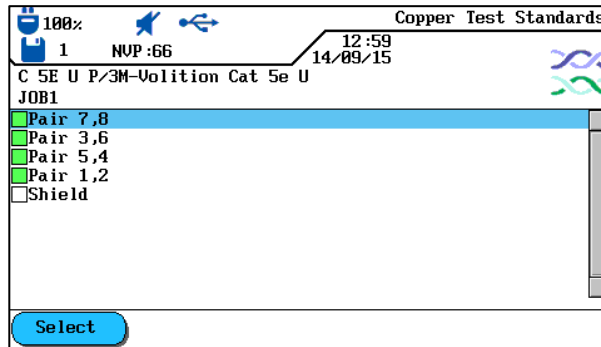 100%
Copper Test Standards
1 NVP:66
12:59
14/09/15
C 5E U P/3M-Volition Cat 5e U
JOB1
Pair 7,8
Pair 3,6
Pair 5,4
Pair 1,2
Shield
Select